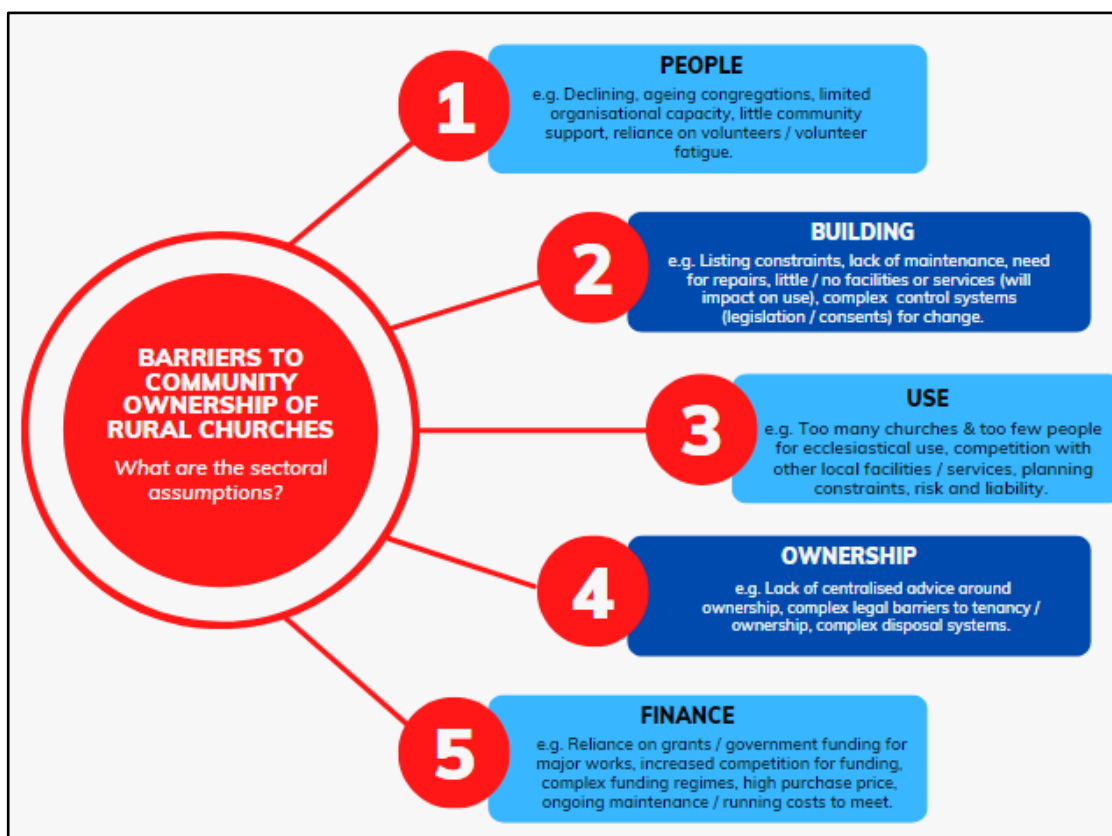 1
PEOPLE
e.g. Declining, ageing congregations, limited
organisational capacity, little community
support, reliance on volunteers / volunteer
fatigue.
2
BUILDING
e.g. Listing constraints, lack of maintenance, need
for repairs, little / no facilities or services (will
impact on use), complex control systems
(legislation / consents) for change.
BARRIERS TO
COMMUNITY
OWNERSHIP OF
RURAL CHURCHES
What are the sectoral
assumptions?
3
USE
e.g. Too many churches & too few people
for ecclesiastical use, competition with
other local facilities / services, planning
constraints, risk and liability.
4
OWNERSHIP
e.g. Lack of centralised advice around
ownership, complex legal barriers to tenancy /
ownership, complex disposal systems.
5
FINANCE
e.g. Reliance on grants / government funding for
major works, increased competition for funding,
complex funding regimes, high purchase price,
ongoing maintenance / running costs to meet.